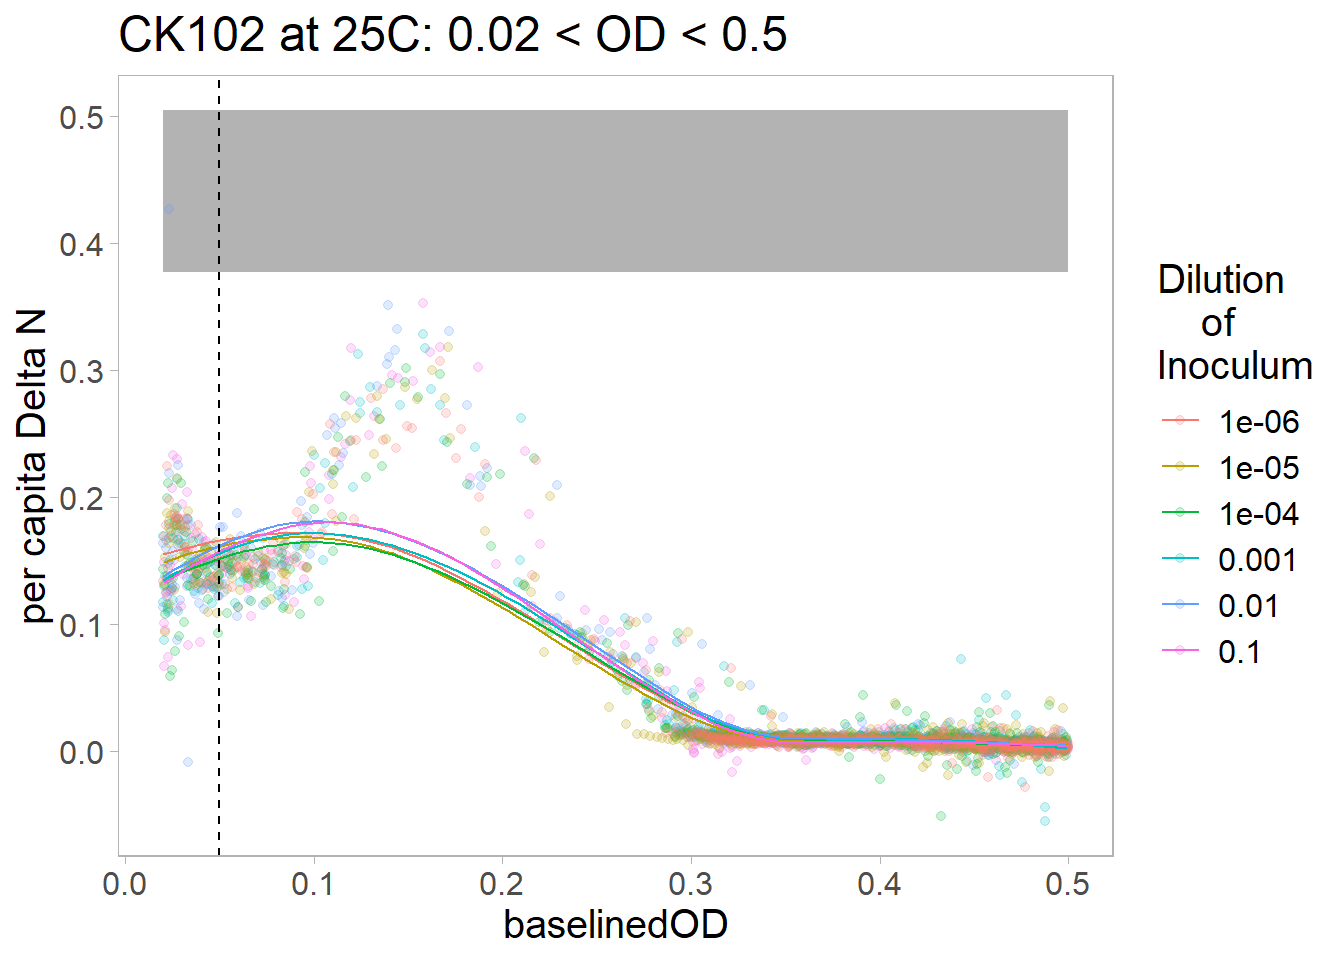 CK102 at 25C: 0.02 < OD < 0.5
per capita Delta N
0.5
0.4
0.3
0.2
0.1
0.0
0.0 0.1 0.2 0.3 0.4 0.5
baselinedOD
Dilution
of
Inoculum
1e-06
1e-05
1e-04
0.001
0.01
0.1